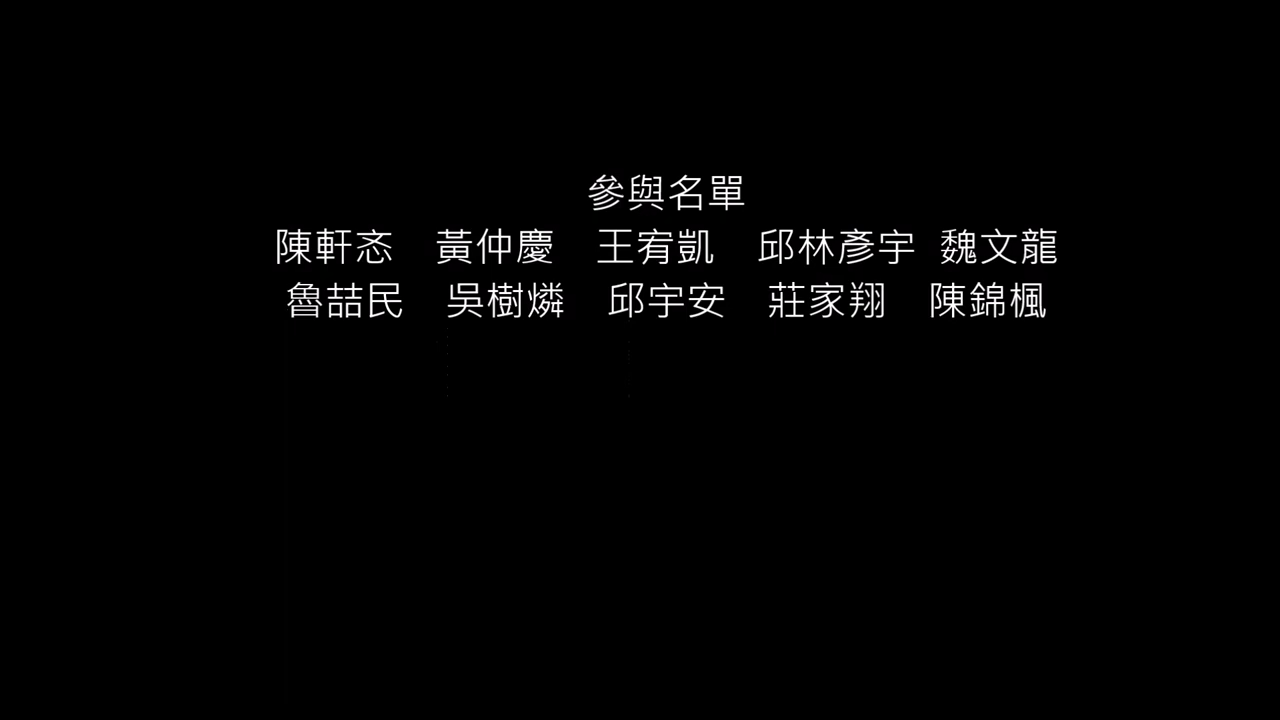 參與名單
陳軒忞 黃仲慶 王宥凱 邱林彥宇 魏文龍
魯喆民 吳樹燐 邱宇安 莊家翔 陳錦楓